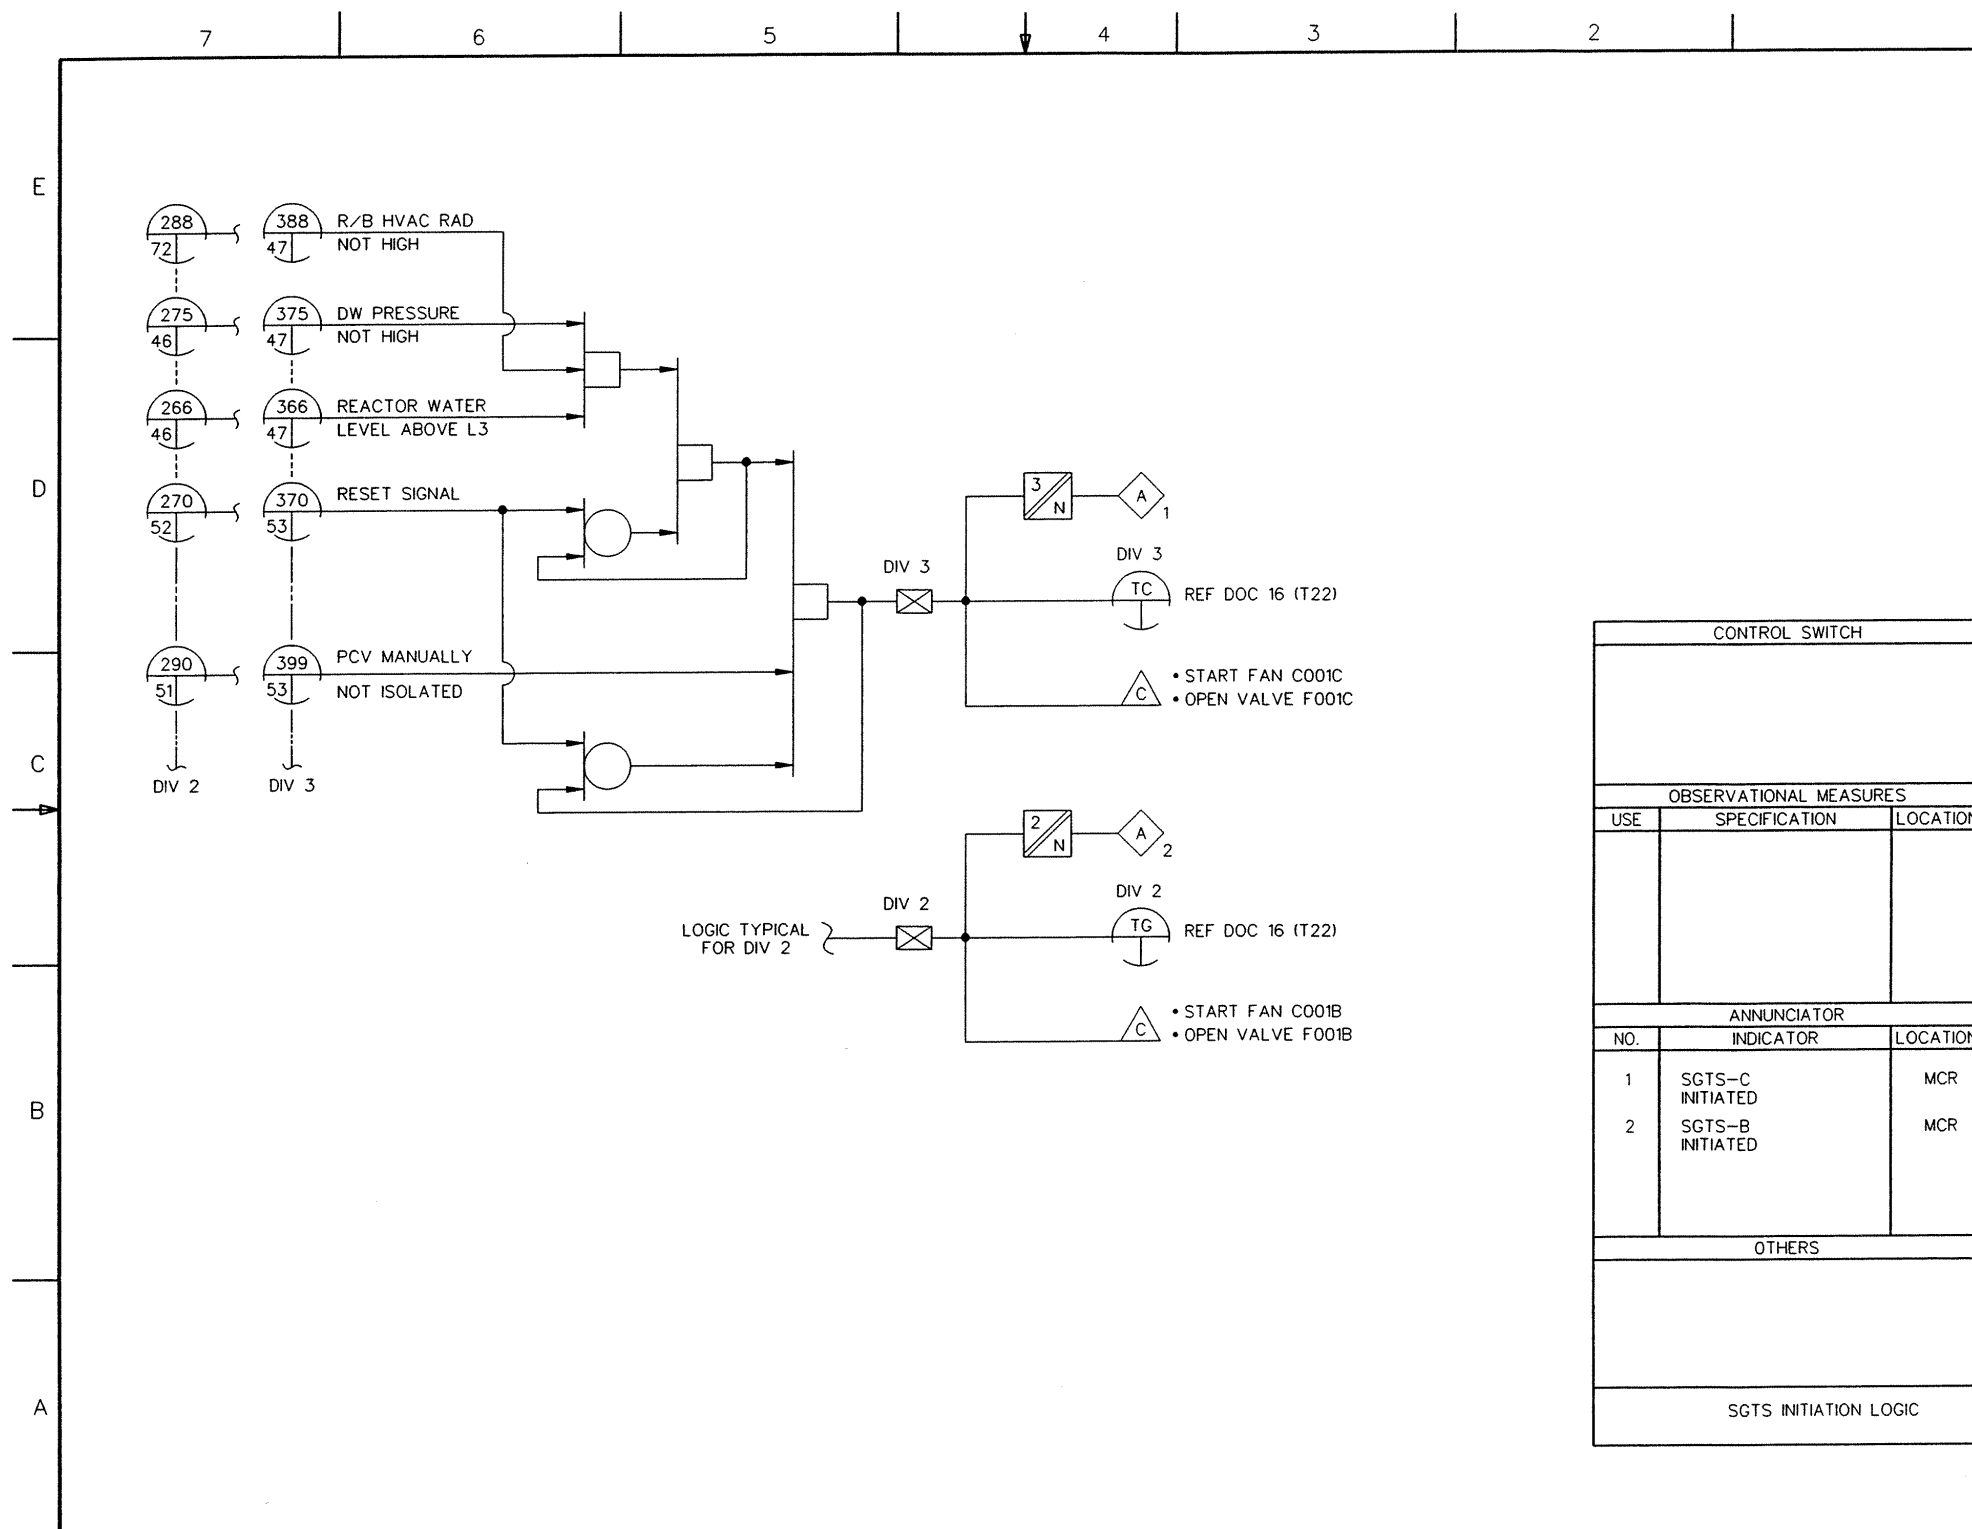 7 6 5 4 3 2
E
288 388 R/B HVAC RAD
72 47 NOT HIGH
275 375 DW PRESSURE
46 47 NOT HIGH
266 366 REACTOR WATER
46 47 LEVEL ABOVE L3
D
270 370 RESET SIGNAL
52 53
3 N A 1
DIV 3 DIV 3
TC REF DOC 16 (T22)
290 399 PCV MANUALLY
51 53 NOT ISOLATED
C • START FAN C001C
• OPEN VALVE F001C
C
DIV 2 DIV 3
2 N A 2
DIV 2 DIV 2
LOGIC TYPICAL
FOR DIV 2
TG REF DOC 16 (T22)
C • START FAN C001B
• OPEN VALVE F001B
B
A
CONTROL SWITCH
OBSERVATIONAL MEASURES
USE SPECIFICATION LOCATION
ANNUNCIATOR
NO. INDICATOR LOCATION
1 SGTS-C MCR
INITIATED
2 SGTS-B MCR
INITIATED
OTHERS
SGTS INITIATION LOGIC